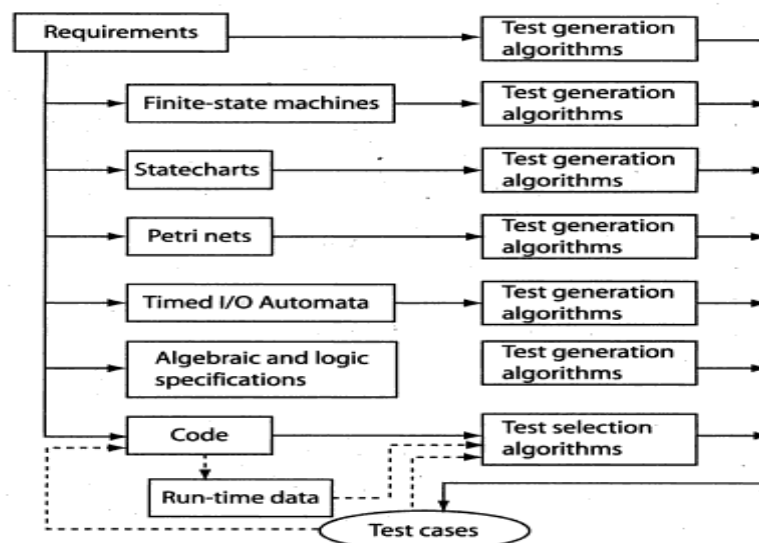 Requirements
Test generation
algorithms
Finite-state machines
Test generation
algorithms
Statecharts
Test generation
algorithms
Petri nets
Test generation
algorithms
Timed I/O Automata
Test generation
algorithms
Algebraic and logic
specifications
Test generation
algorithms
Code
Test selection
algorithms
Run-time data
Test cases